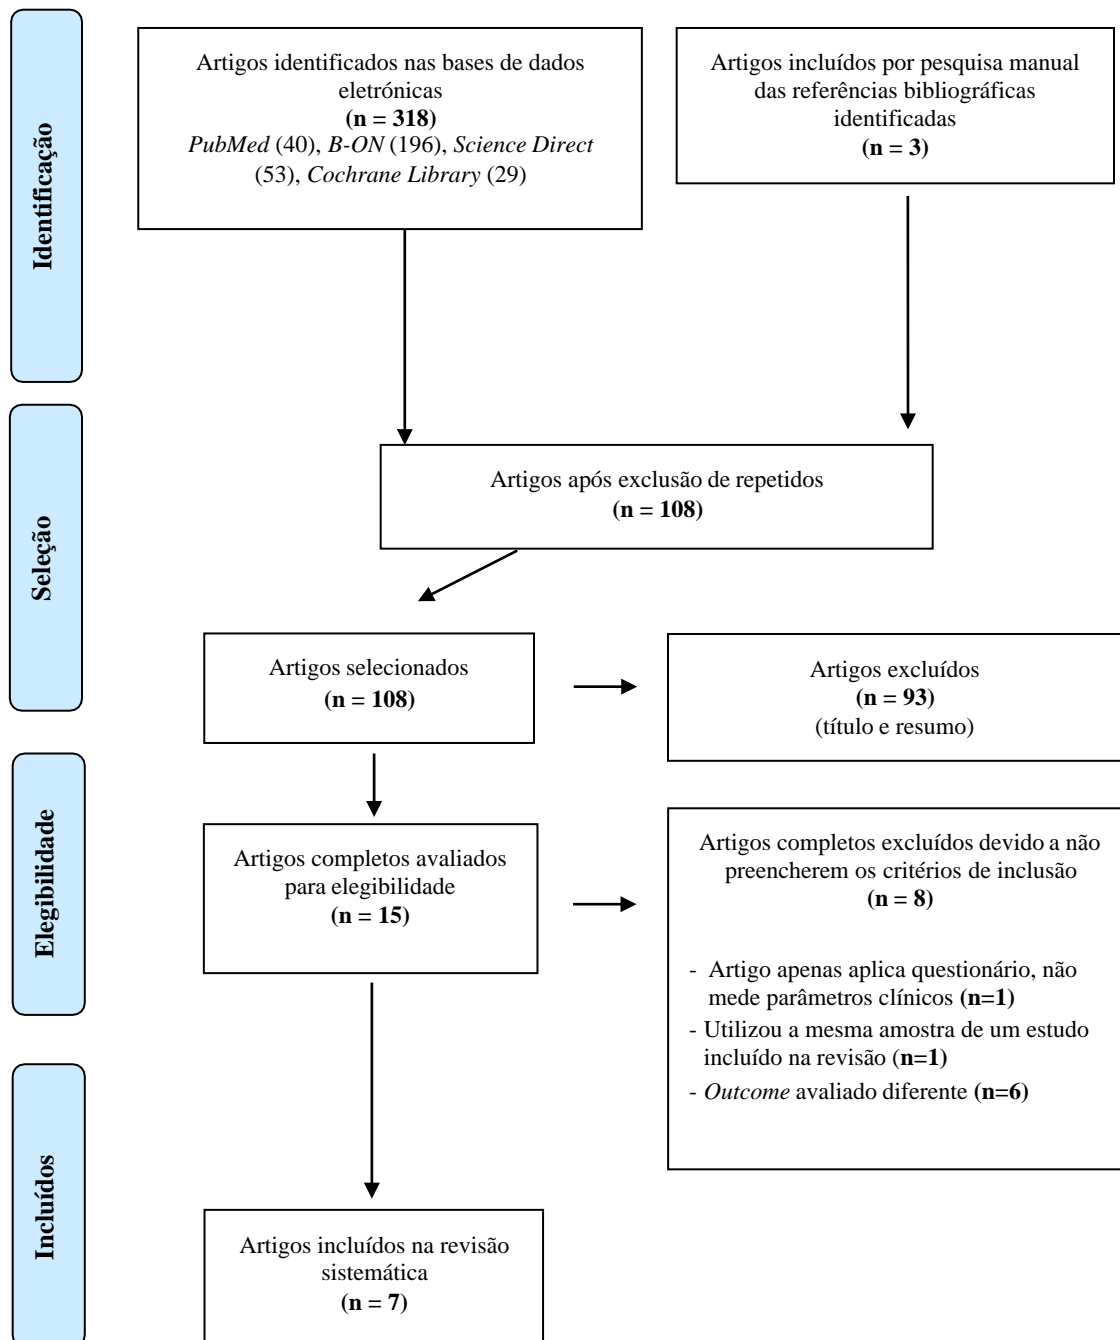 Identificação
Artigos identificados nas bases de dados
eletrónicas
(n = 318)
PubMed (40), B-ON (196), Science Direct
(53), Cochrane Library (29)
Artigos incluídos por pesquisa manual
das referências bibliográficas
identificadas
(n = 3)
Seleção
Artigos após exclusão de repetidos
(n = 108)
Artigos selecionados
(n = 108)
Artigos excluídos
(n = 93)
(título e resumo)
Elegibilidade
Artigos completos avaliados
para elegibilidade
(n = 15)
Artigos completos excluídos devido a não
preencherem os critérios de inclusão
(n = 8)
- Artigo apenas aplica questionário, não
mede parâmetros clínicos (n=1)
- Utilizou a mesma amostra de um estudo
incluído na revisão (n=1)
- Outcome avaliado diferente (n=6)
Incluídos
Artigos incluídos na revisão
sistemática
(n = 7)